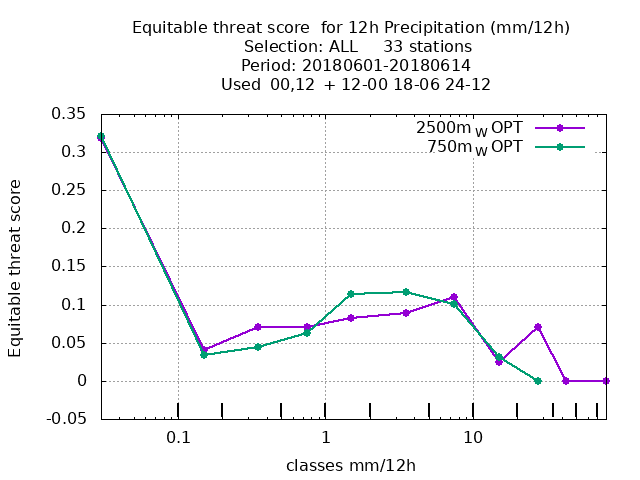 Equitable threat score  for 12h Precipitation (mm/12h)
Selection: ALL     33 stations
Period: 20180601-20180614
Used  00,12  + 12-00 18-06 24-12
2500m_W OPT
750m_W OPT
0.35
0.3
0.25
0.2
0.15
0.1
0.05
0
-0.05
Equitable threat score
0.1
1
10
classes mm/12h